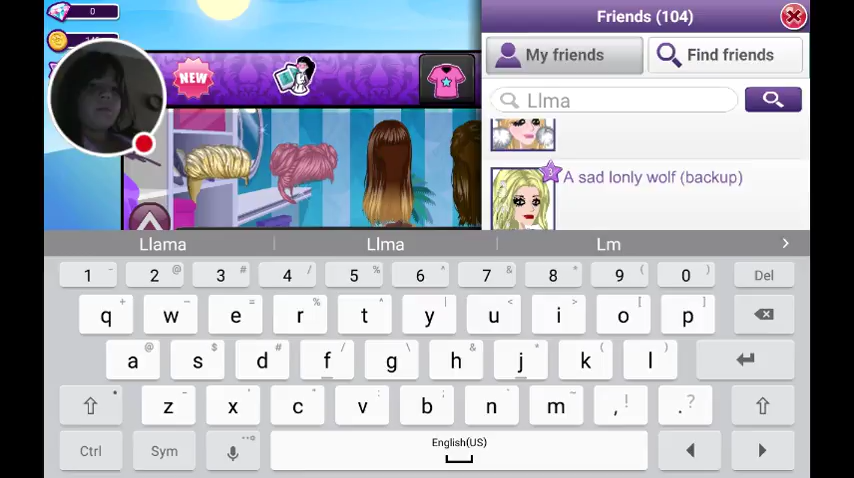 0
Friends (104)
NEW
My friends
Find friends
Llma
3
A sad lonly wolf (backup)
Llama
Llma
Lm
1 - 2 @ 3 # 4 / 5 % 6 ^ 7 & 8 * 9 ( 0 ) Del
q + w - e = r % t * y | u < i > o [ p ]
a @ s $ d # f / g ^ h & j * k ( l )
z - x ' c " v : b ; n ~ m ~ , ! . ?
Ctrl Sym English(US)